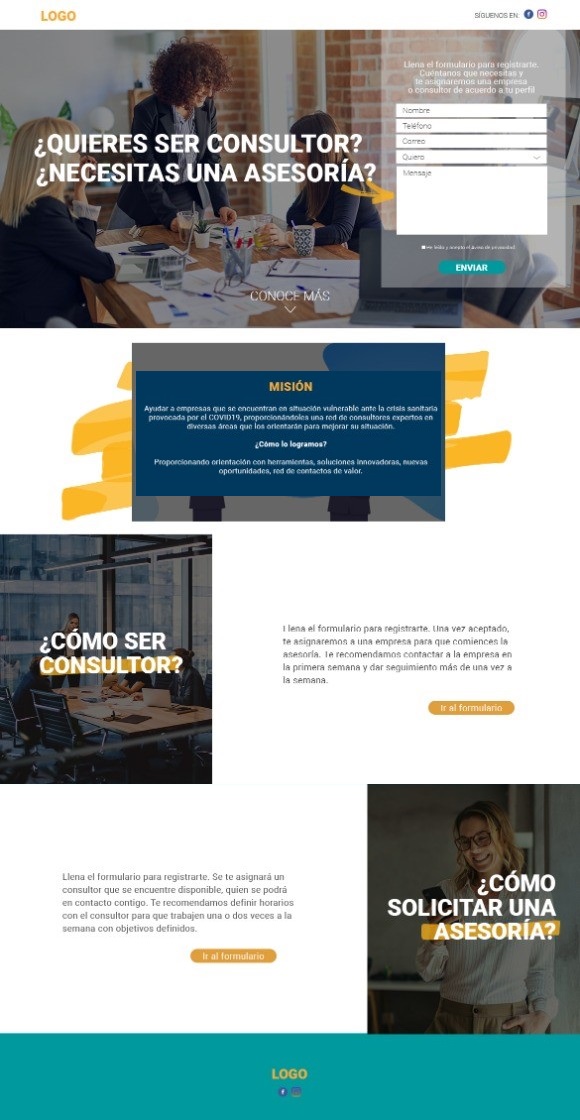 LOGO
SÍGUENOS EN:
Llena el formulario para registrarte.
Cuéntanos que necesitas y
te asignaremos una empresa
o consultor de acuerdo a tu perfil
Nombre
Teléfono
Correo
Quiero
Mensaje
¿QUIERES SER CONSULTOR?
¿NECESITAS UNA ASESORÍA?
He leído y acepto el Aviso de privacidad
ENVIAR
CONOCE MÁS
MISIÓN
Ayudar a empresas que se encuentran en situación vulnerable ante la crisis sanitaria
provocada por el COVID19, proporcionándoles una red de consultores expertos en
diversas áreas que los orientarán para mejorar su situación.
¿Cómo lo logramos?
Proporcionando orientación con herramientas, soluciones innovadoras, nuevas
oportunidades, red de contactos de valor.
¿CÓMO SER
CONSULTOR?
Llena el formulario para registrarte. Una vez aceptado,
te asignaremos a una empresa para que comiences la
asesoría. Te recomendamos contactar a la empresa en
la primera semana y dar seguimiento más de una vez a
la semana.
Ir al formulario
Llena el formulario para registrarte. Se te asignará un
consultor que se encuentre disponible, quien se podrá
en contacto contigo. Te recomendamos definir horarios
con el consultor para que trabajen una o dos veces a la
semana con objetivos definidos.
Ir al formulario
¿CÓMO
SOLICITAR UNA
ASESORÍA?
LOGO